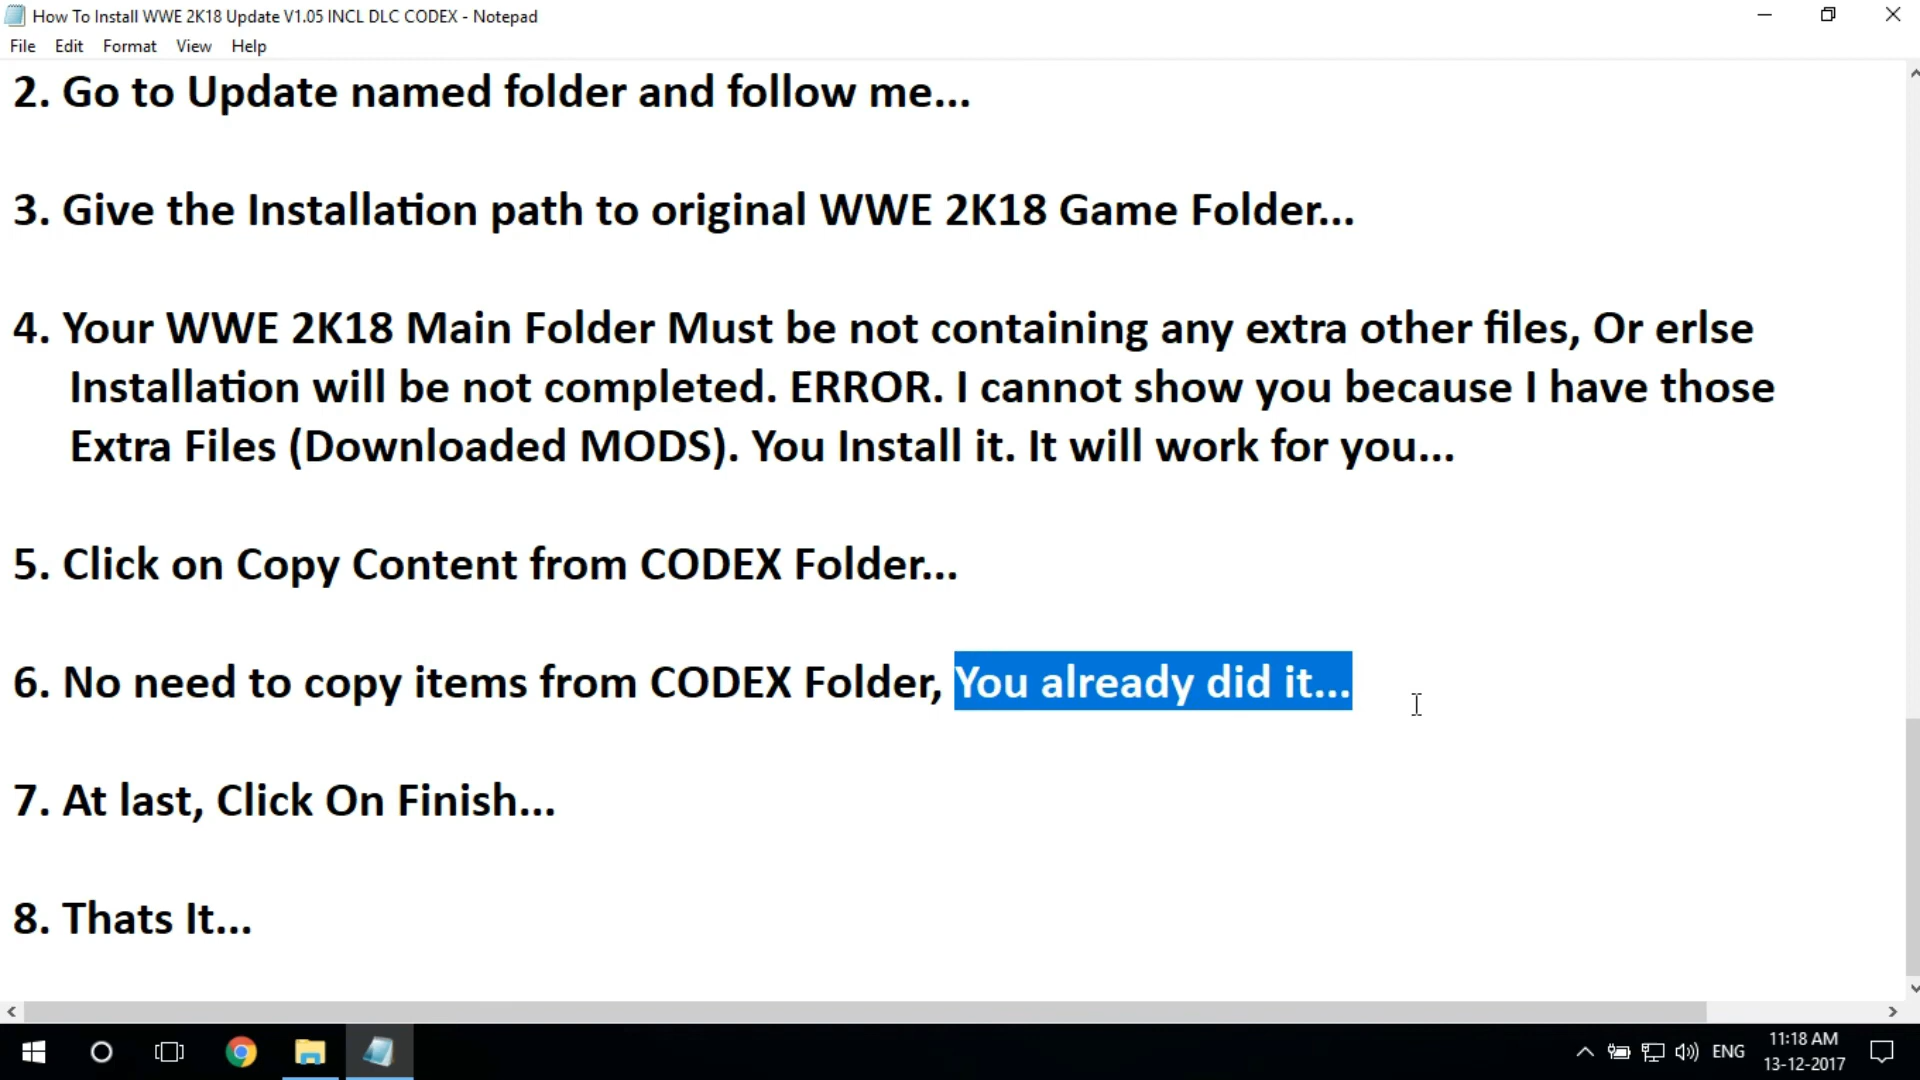 How To Install WWE 2K18 Update V1.05 INCL DLC CODEX - Notepad
File Edit Format View Help
2. Go to Update named folder and follow me...
3. Give the Installation path to original WWE 2K18 Game Folder...
4. Your WWE 2K18 Main Folder Must be not containing any extra other files, Or erlse
Installation will be not completed. ERROR. I cannot show you because I have those
Extra Files (Downloaded MODS). You Install it. It will work for you...
5. Click on Copy Content from CODEX Folder...
6. No need to copy items from CODEX Folder, You already did it...
7. At last, Click On Finish...
8. Thats It...
ENG
11:18 AM
13-12-2017